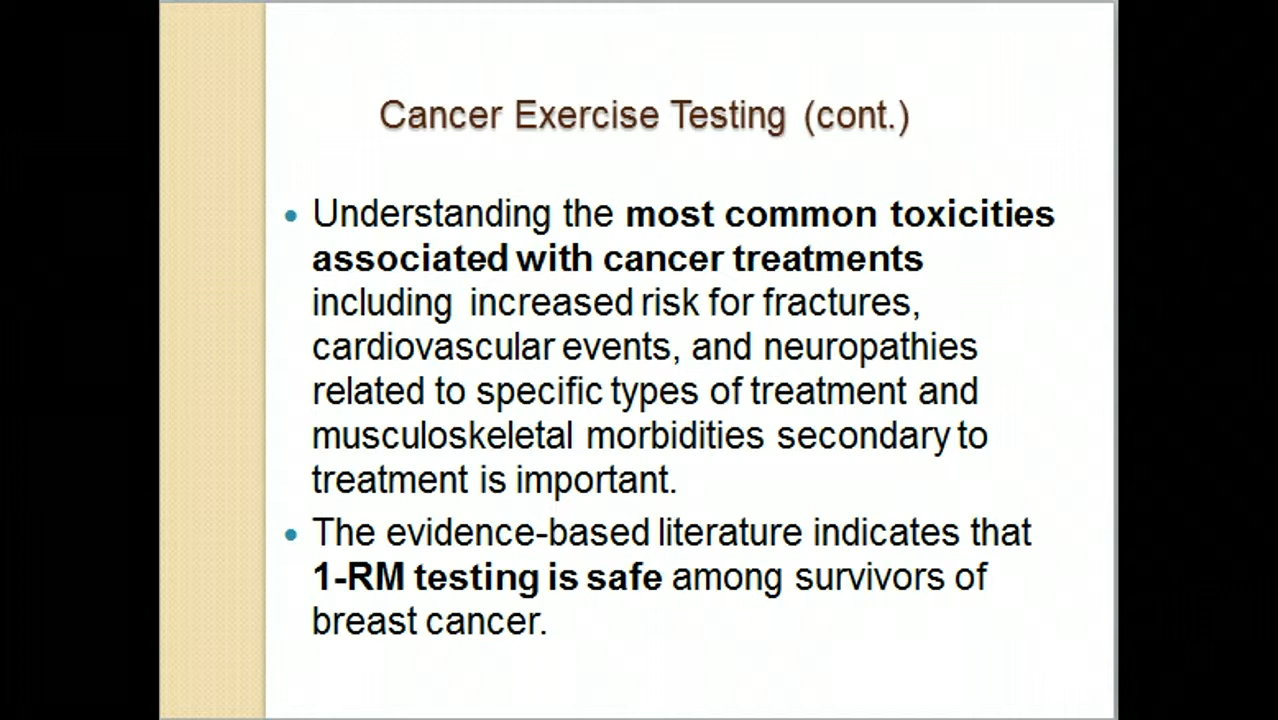 Cancer Exercise Testing (cont.)
• Understanding the most common toxicities
associated with cancer treatments
including increased risk for fractures,
cardiovascular events, and neuropathies
related to specific types of treatment and
musculoskeletal morbidities secondary to
treatment is important.
• The evidence-based literature indicates that
1-RM testing is safe among survivors of
breast cancer.